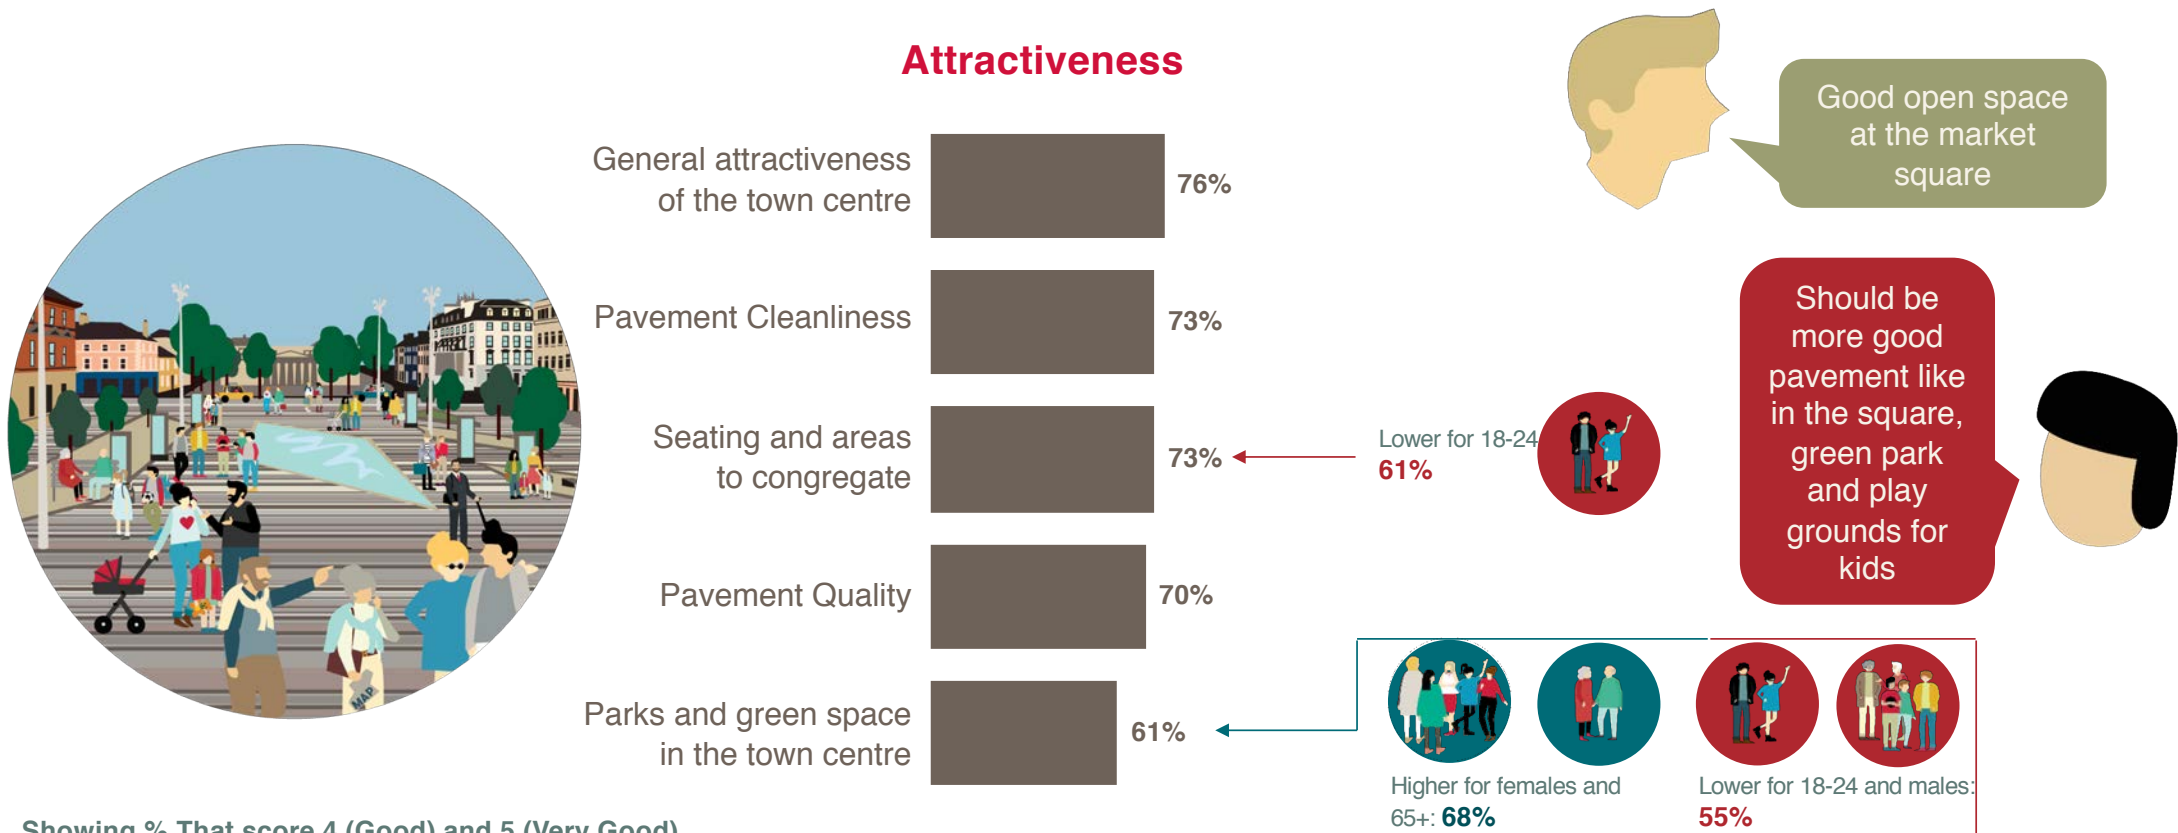 Attractiveness
General attractiveness
of the town centre
76%
Pavement Cleanliness
73%
Seating and areas
to congregate
73%
Lower for 18-24
61%
Pavement Quality
70%
Parks and green space
in the town centre
61%
Higher for females and
65+: 68%
Lower for 18-24 and males:
55%
Good open space
at the market
square
Should be
more good
pavement like
in the square,
green park
and play
grounds for
kids
MAP
Showing % That score 4 (Good) and 5 (Very Good)